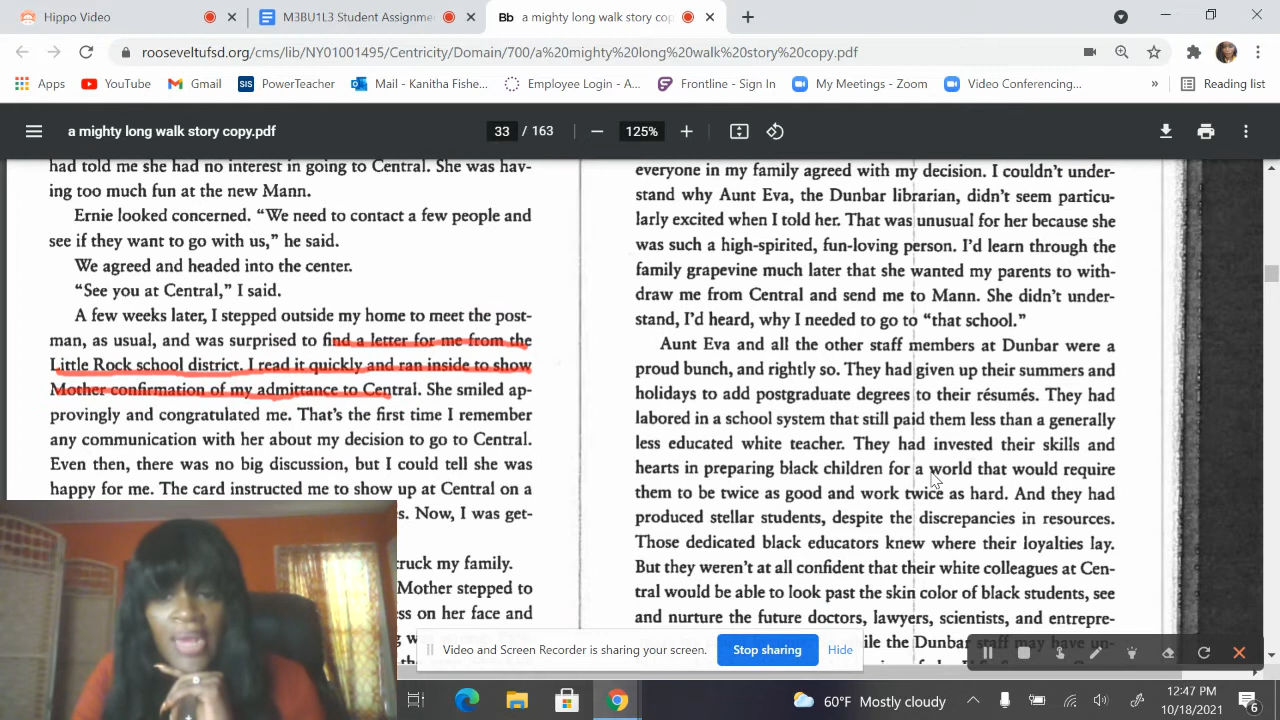 Hippo Video
M3BU1L3 Student Assignme
Bb a mighty long walk story cop
rooseveltufsd.org/cms/lib/NY01001495/Centricity/Domain/700/a%20mighty%20long%20walk%20story%20copy.pdf
Apps YouTube Gmail SIS PowerTeacher Mail - Kanitha Fishe... Employee Login - A... Frontline - Sign In My Meetings - Zoom Video Conferencing... » Reading list
a mighty long walk story copy.pdf 33 / 163 125%
had told me she had no interest in going to Central. She was hav-
ing too much fun at the new Mann.
Ernie looked concerned. “We need to contact a few people and
see if they want to go with us,” he said.
We agreed and headed into the center.
“See you at Central,” I said.
A few weeks later, I stepped outside my home to meet the post-
man, as usual, and was surprised to find a letter for me from the
Little Rock school district. I read it quickly and ran inside to show
Mother confirmation of my admittance to Central. She smiled ap-
provingly and congratulated me. That’s the first time I remember
any communication with her about my decision to go to Central.
Even then, there was no big discussion, but I could tell she was
happy for me. The card instructed me to show up at Central on a
Now, I was get-
my family.
Mother stepped to
on her face and
everyone in my family agreed with my decision. I couldn’t under-
stand why Aunt Eva, the Dunbar librarian, didn’t seem particu-
larly excited when I told her. That was unusual for her because she
was such a high-spirited, fun-loving person. I’d learn through the
family grapevine much later that she wanted my parents to with-
draw me from Central and send me to Mann. She didn’t under-
stand, I’d heard, why I needed to go to “that school.”
Aunt Eva and all the other staff members at Dunbar were a
proud bunch, and rightly so. They had given up their summers and
holidays to add postgraduate degrees to their résumés. They had
labored in a school system that still paid them less than a generally
less educated white teacher. They had invested their skills and
hearts in preparing black children for a world that would require
them to be twice as good and work twice as hard. And they had
produced stellar students, despite the discrepancies in resources.
Those dedicated black educators knew where their loyalties lay.
But they weren’t at all confident that their white colleagues at Cen-
tral would be able to look past the skin color of black students, see
and nurture the future doctors, lawyers, scientists, and entrepre-
the Dunbar staff may have un-
Video and Screen Recorder is sharing your screen. Stop sharing Hide
60°F Mostly cloudy
12:47 PM
10/18/2021
6